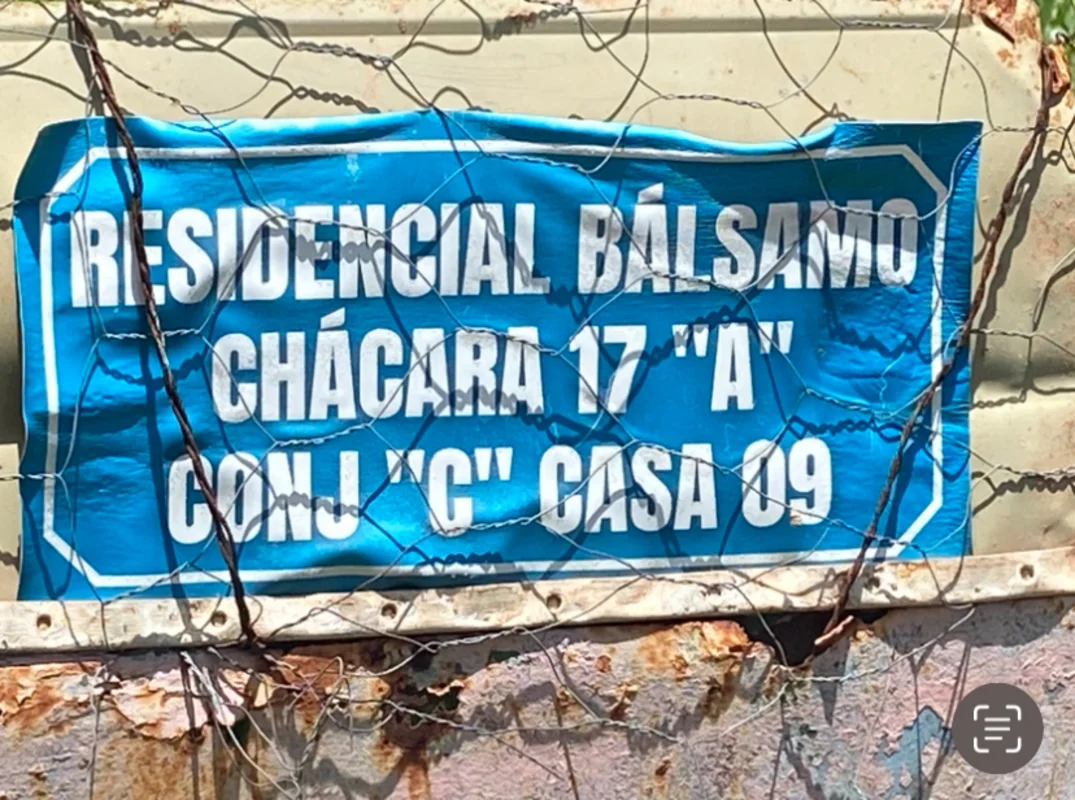 RESIDENCIAL BÁLSAMO
CHÁCARA 17 "A"
CONJ "C" CASA 09